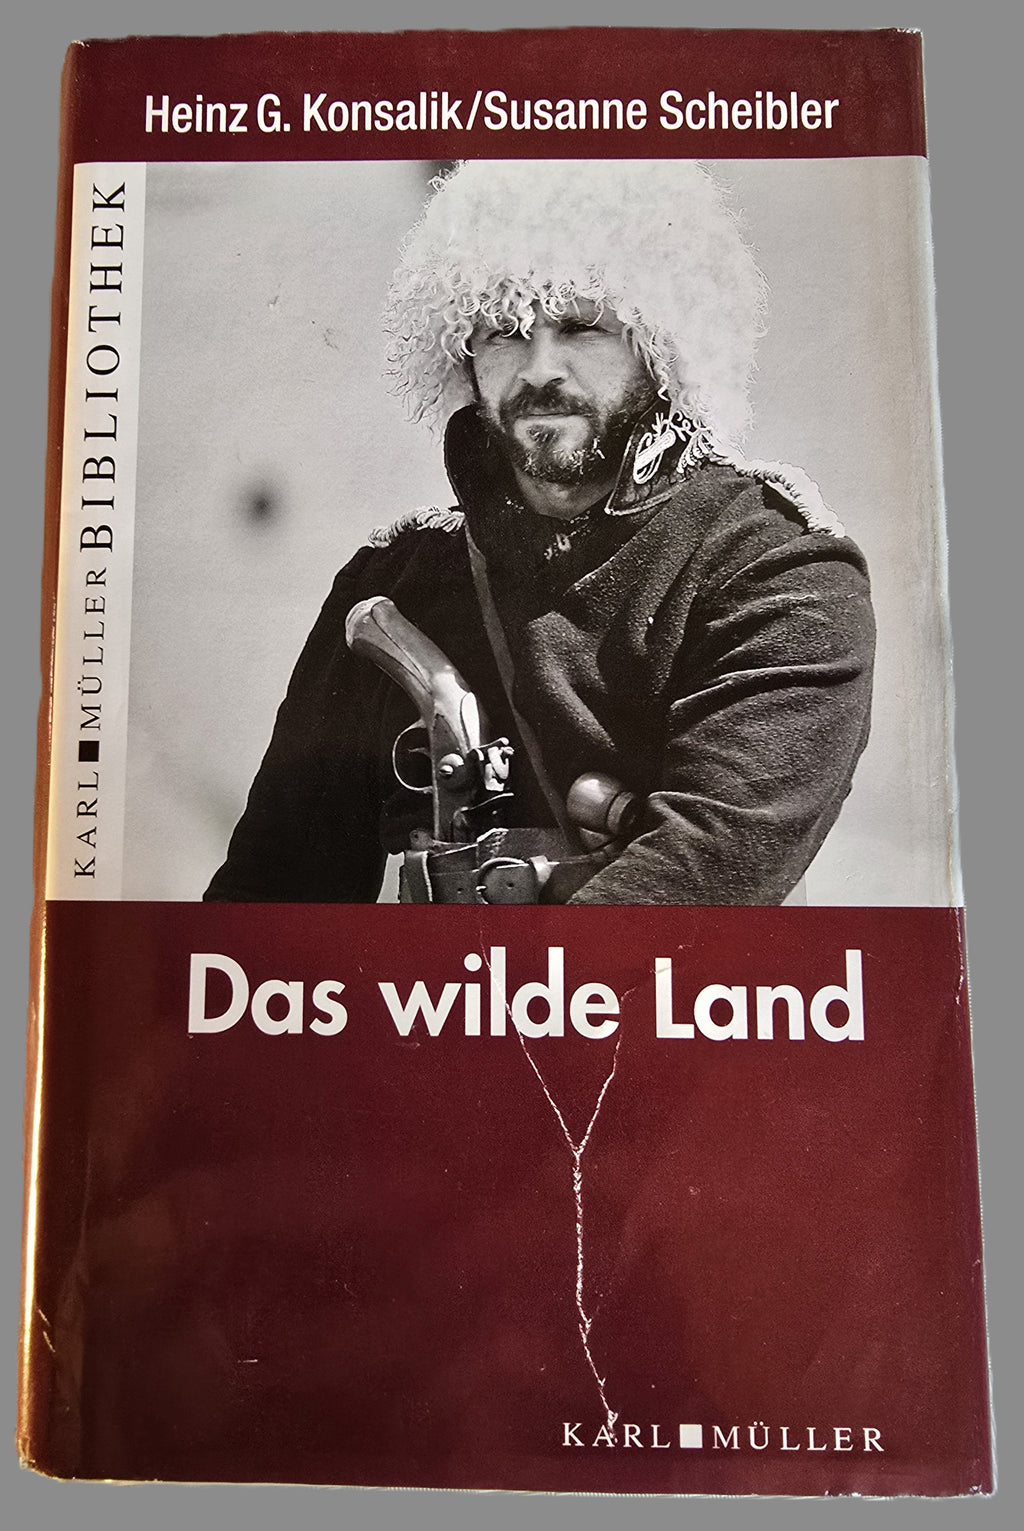 Heinz G. Konsalik/Susanne Scheibler
KARL■MÜLLER BIBLIOTHEK
Das wilde Land
KARL■MÜLLER